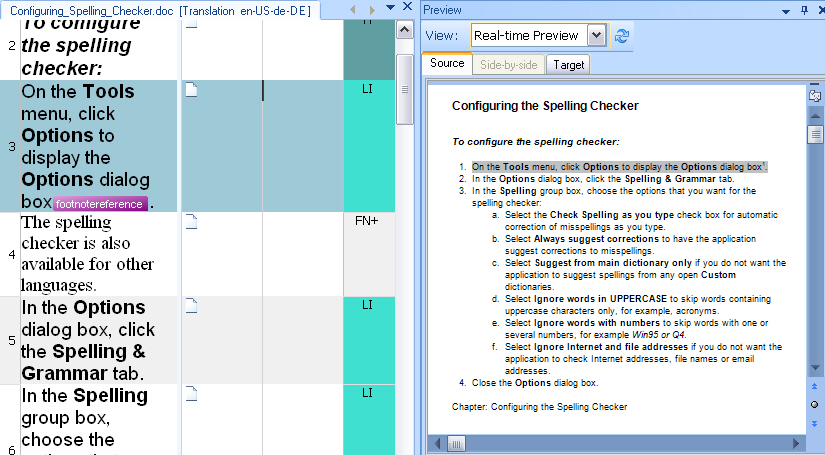 Configuring_Spelling_Checker.doc [Translation en-US-de-DE]
2
To configure
the spelling
checker:
3
On the Tools
menu, click
Options to
display the
Options dialog
box footnotereference .
LI
4
The spelling
checker is also
available for other
languages.
FN+
5
In the Options
dialog box, click
the Spelling &
Grammar tab.
LI
6
In the Spelling
group box,
choose the
LI
Preview
View: Real-time Preview
Source Side-by-side Target
Configuring the Spelling Checker
To configure the spelling checker:
1. On the Tools menu, click Options to display the Options dialog box¹.
2. In the Options dialog box, click the Spelling & Grammar tab.
3. In the Spelling group box, choose the options that you want for the
spelling checker:
a. Select the Check Spelling as you type check box for automatic
correction of misspellings as you type.
b. Select Always suggest corrections to have the application
suggest corrections to misspellings.
c. Select Suggest from main dictionary only if you do not want the
application to suggest spellings from any open Custom
dictionaries.
d. Select Ignore words in UPPERCASE to skip words containing
uppercase characters only, for example, acronyms.
e. Select Ignore words with numbers to skip words with one or
several numbers, for example Win95 or Q4.
f. Select Ignore Internet and file addresses if you do not want the
application to check Internet addresses, file names or email
addresses.
4. Close the Options dialog box.
Chapter: Configuring the Spelling Checker